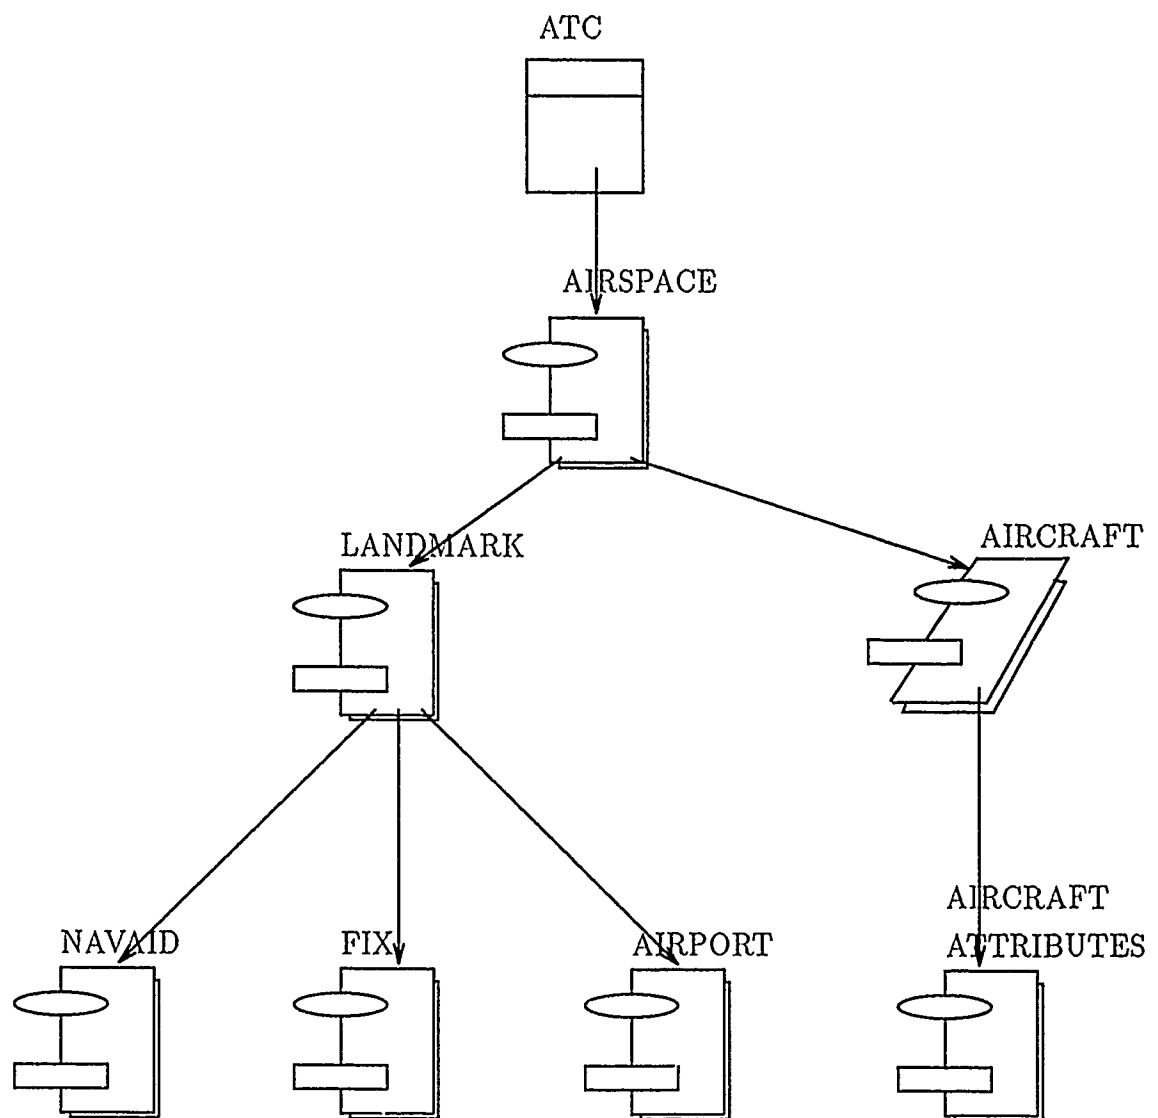 ATC
AIRSPACE
LANDMARK
AIRCRAFT
NAVAID
FIX
AIRPORT
AIRCRAFT
ATTRIBUTES